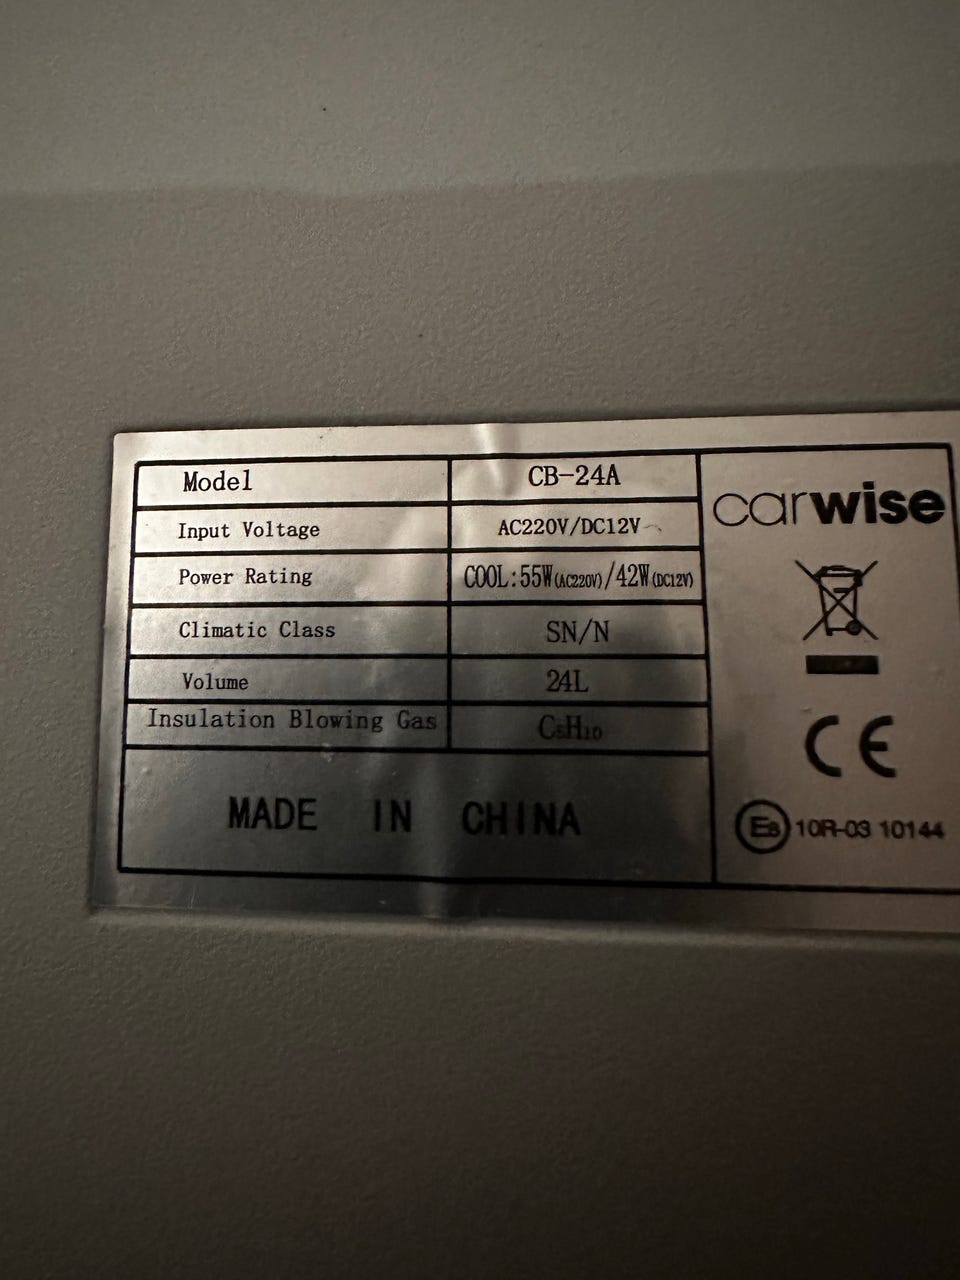 Model CB-24A
Input Voltage AC220V/DC12V
Power Rating COOL:55W(AC220V)/42W(DC12V)
Climatic Class SN/N
Volume 24L
Insulation Blowing Gas C5H10
MADE IN CHINA
carwise
CE
E8 10R-03 10144